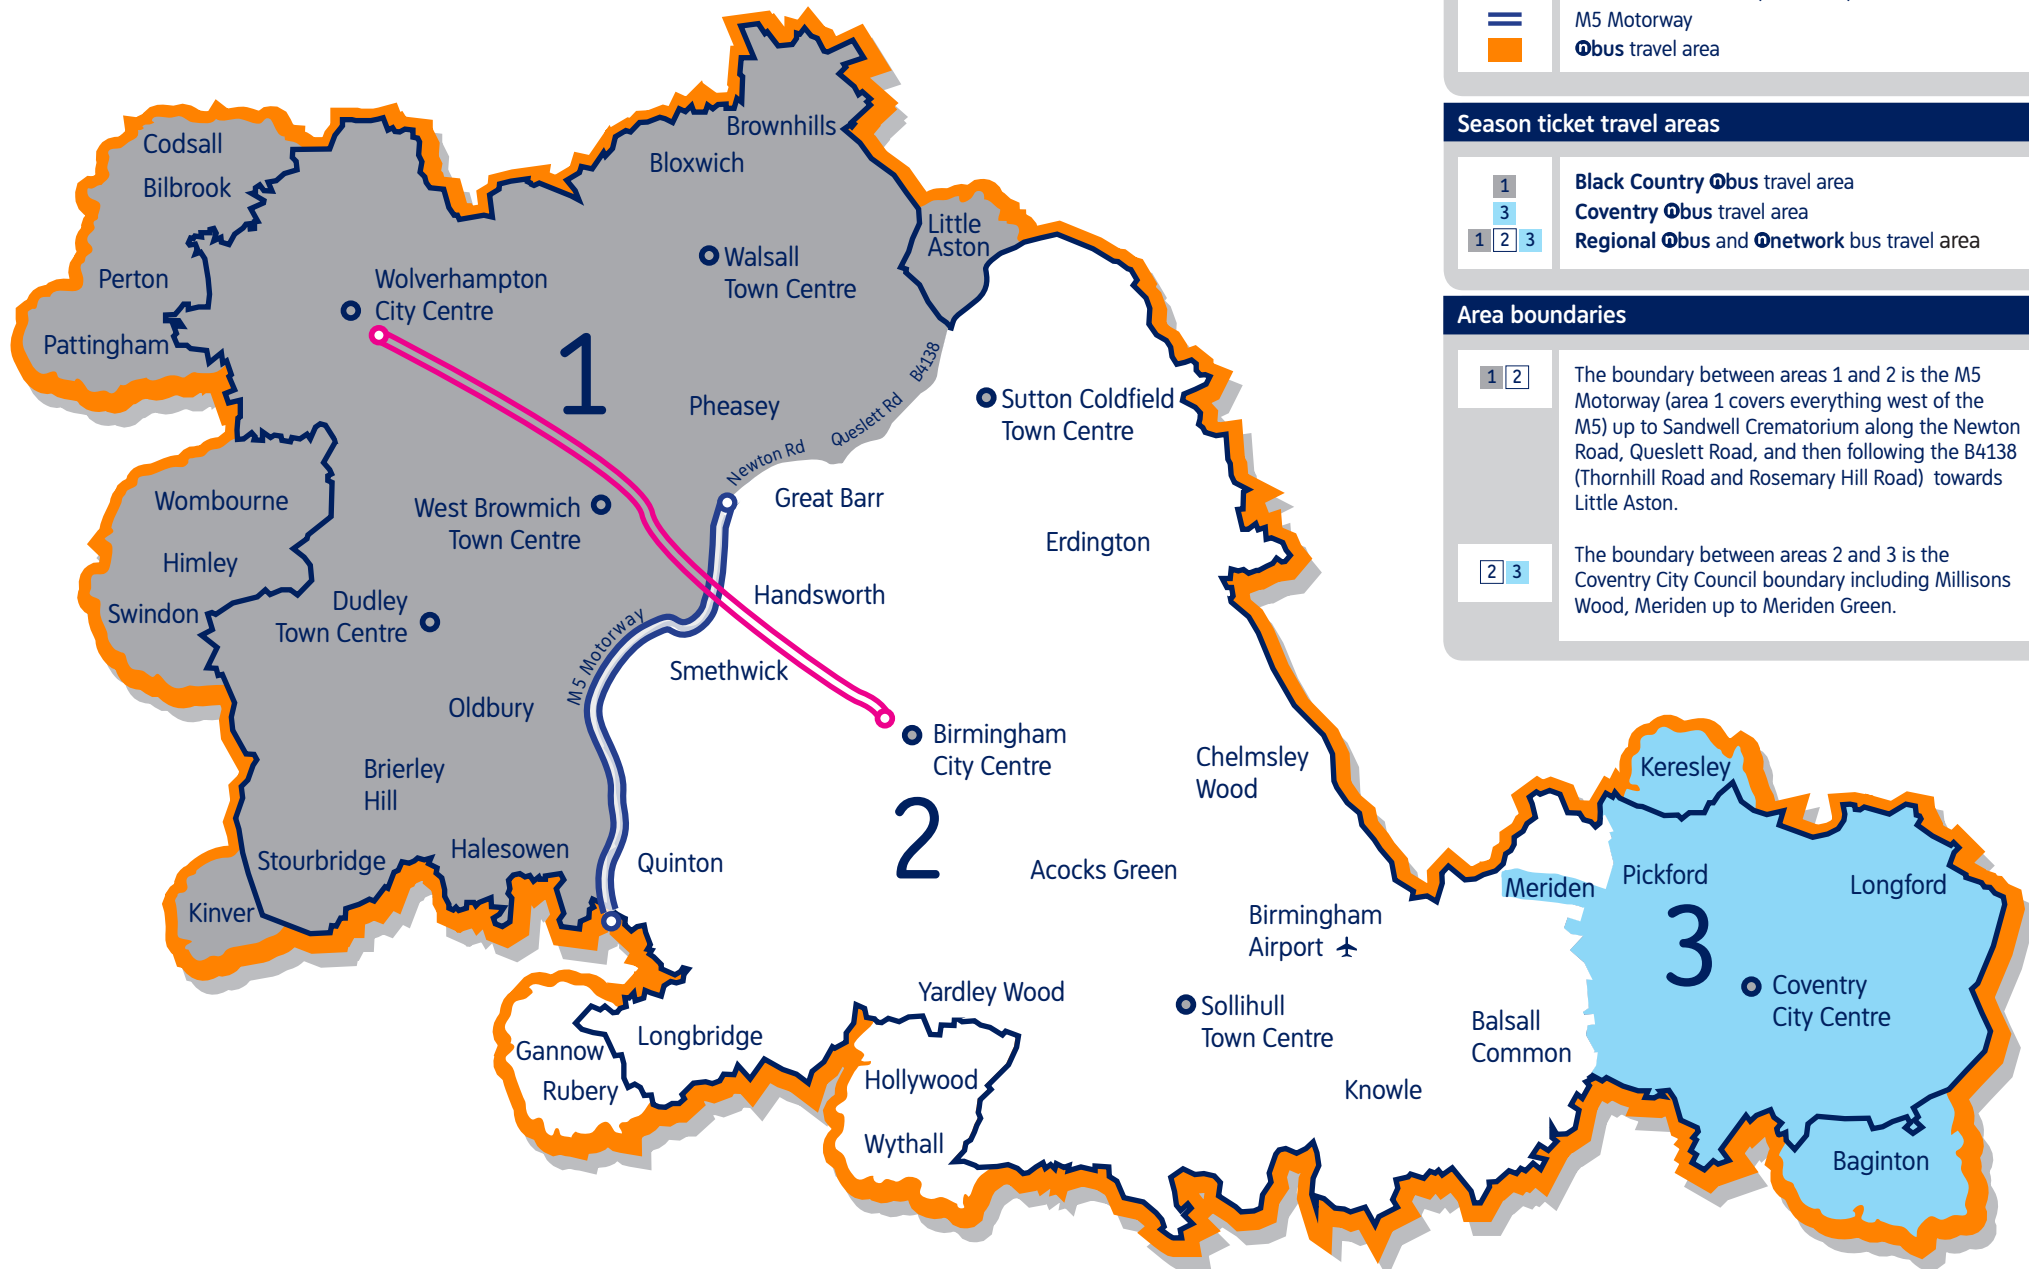 M5 Motorway
nbus travel area
Season ticket travel areas
1
Black Country nbus travel area
3
Coventry nbus travel area
1 2 3
Regional nbus and nnetwork bus travel area
Area boundaries
1 2
The boundary between areas 1 and 2 is the M5
Motorway (area 1 covers everything west of the
M5) up to Sandwell Crematorium along the Newton
Road, Queslett Road, and then following the B4138
(Thornhill Road and Rosemary Hill Road) towards
Little Aston.
2 3
The boundary between areas 2 and 3 is the
Coventry City Council boundary including Millisons
Wood, Meriden up to Meriden Green.
Codsall
Bilbrook
Perton
Pattingham
Brownhills
Bloxwich
Little
Aston
Walsall
Town Centre
Wolverhampton
City Centre
1
Pheasey
B4138
Queslett Rd
Newton Rd
Sutton Coldfield
Town Centre
Wombourne
Himley
Swindon
West Browmich
Town Centre
Great Barr
Erdington
Dudley
Town Centre
Handsworth
M5 Motorway
Smethwick
Oldbury
Birmingham
City Centre
Brierley
Hill
Chelmsley
Wood
2
Stourbridge
Halesowen
Quinton
Acocks Green
Kinver
Birmingham
Airport
Keresley
Meriden
Pickford
Longford
3
Coventry
City Centre
Yardley Wood
Sollihull
Town Centre
Balsall
Common
Longbridge
Gannow
Rubery
Hollywood
Wythall
Knowle
Baginton